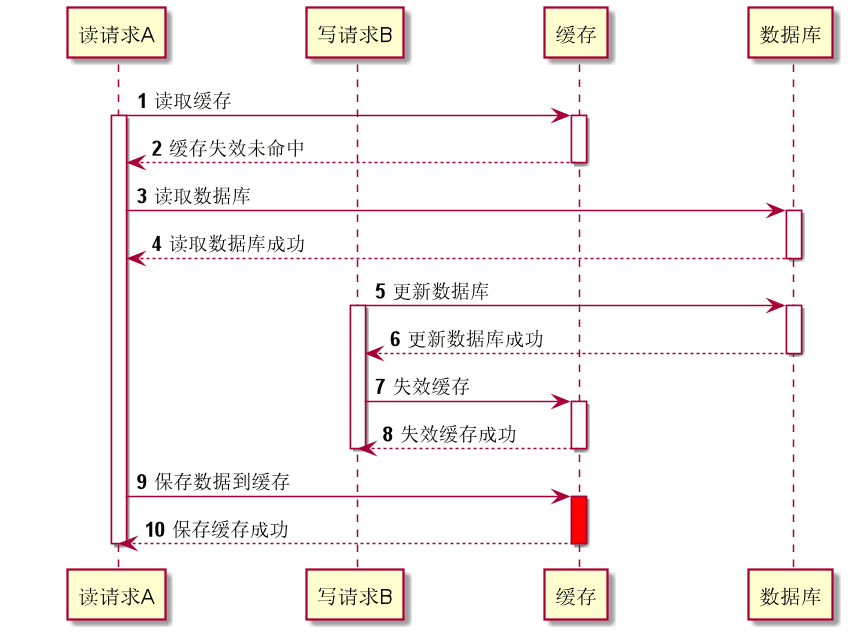 读请求A 写请求B 缓存 数据库
1 读取缓存
2 缓存失效未命中
3 读取数据库
4 读取数据库成功
5 更新数据库
6 更新数据库成功
7 失效缓存
8 失效缓存成功
9 保存数据到缓存
10 保存缓存成功
读请求A 写请求B 缓存 数据库